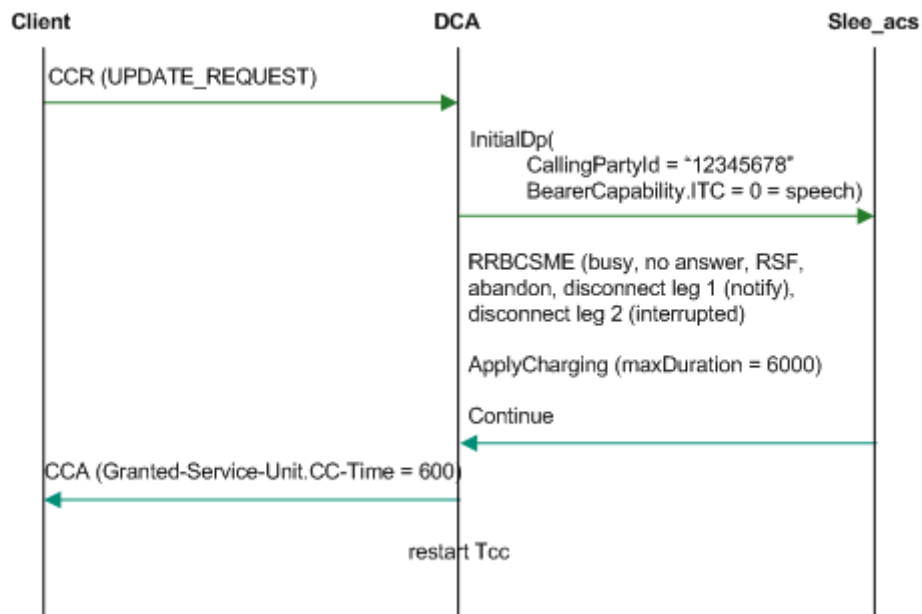 Client
DCA
Slee_acs
CCR (UPDATE_REQUEST)
InitialDp(
CallingPartyId = "12345678"
BearerCapability.ITC = 0 = speech)
RRBCSME (busy, no answer, RSF,
abandon, disconnect leg 1 (notify),
disconnect leg 2 (interrupted)
ApplyCharging (maxDuration = 6000)
Continue
CCA (Granted-Service-Unit.CC-Time = 600)
restart Tcc